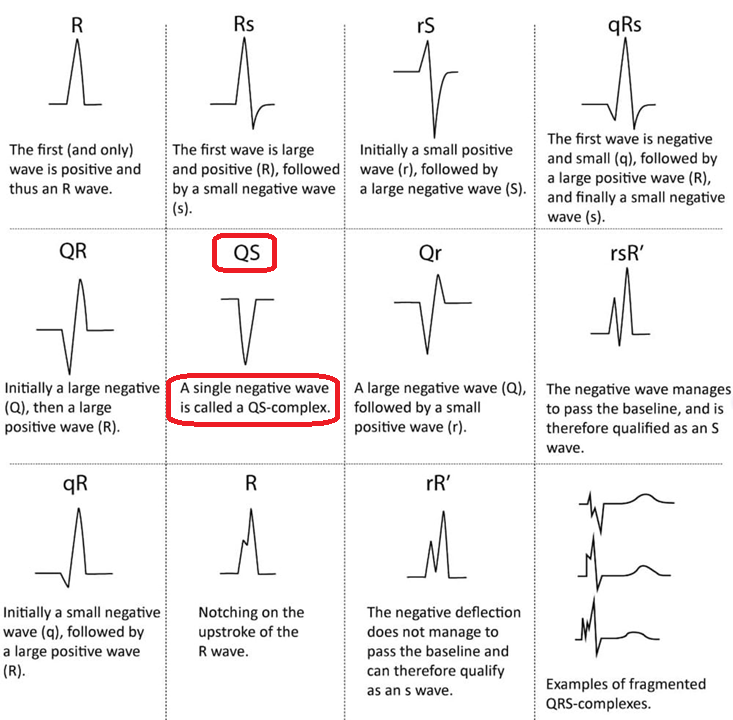 R
The first (and only)
wave is positive and
thus an R wave.
Rs
The first wave is large
and positive (R), followed
by a small negative wave
(s).
rS
Initially a small positive
wave (r), followed by
a large negative wave (S).
qRs
The first wave is negative
and small (q), followed by
a large positive wave (R),
and finally a small negative
wave (s).
QR
Initially a large negative
(Q), then a large
positive wave (R).
QS
A single negative wave
is called a QS-complex.
Qr
A large negative wave (Q),
followed by a small
positive wave (r).
rsR’
The negative wave manages
to pass the baseline, and is
therefore qualified as an S
wave.
qR
Initially a small negative
wave (q), followed by
a large positive wave
(R).
R
Notching on the
upstroke of the
R wave.
rR’
The negative deflection
does not manage to
pass the baseline and
can therefore qualify
as an s wave.
Examples of fragmented
QRS-complexes.